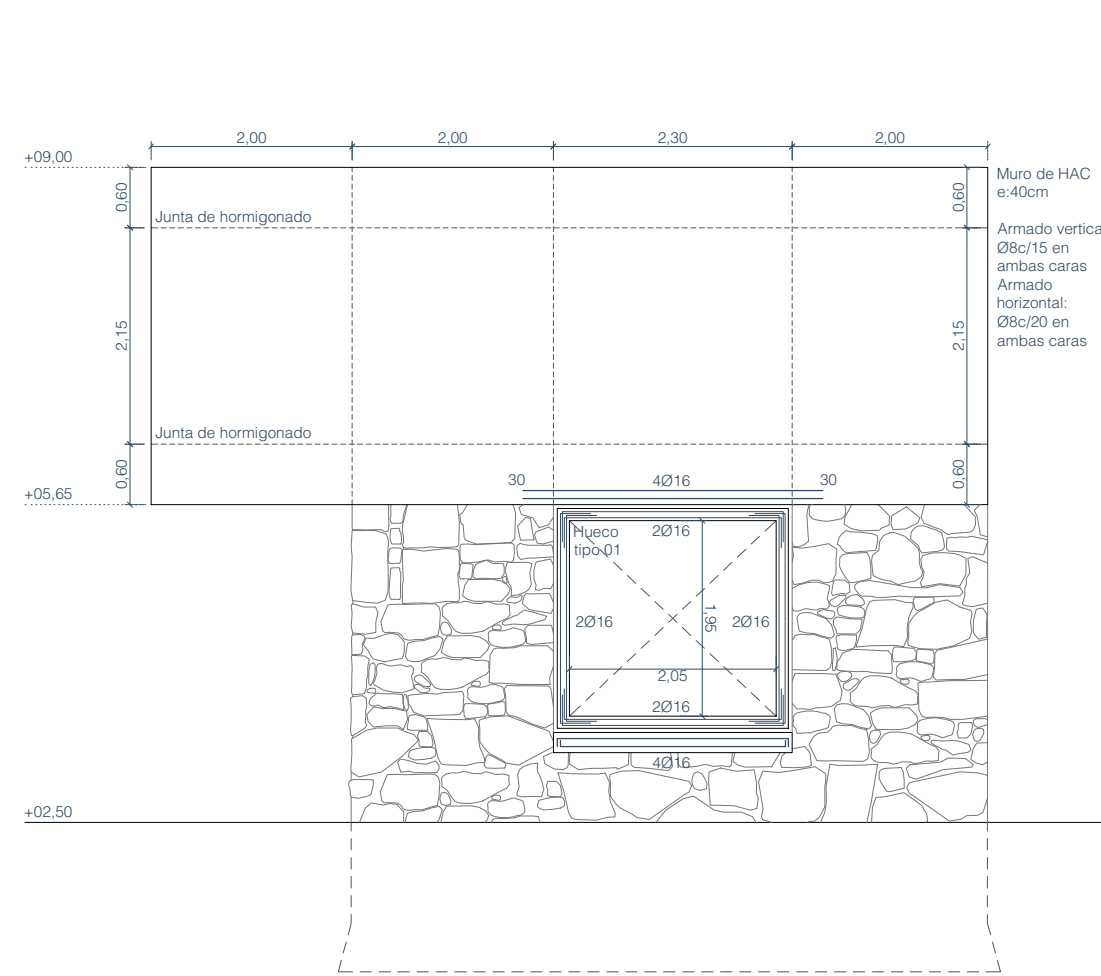 2,00
2,00
2,30
2,00
+09,00
0,60
0,60
Muro de HAC
e:40cm
Junta de hormigonado
Armado vertica
Ø8c/15 en
ambas caras
Armado
horizontal:
Ø8c/20 en
ambas caras
2,15
2,15
Junta de hormigonado
0,60
0,60
+05,65
30
4Ø16
30
Hueco
tipo 01
2Ø16
2Ø16
1,95
2Ø16
2,05
2Ø16
4Ø16
+02,50